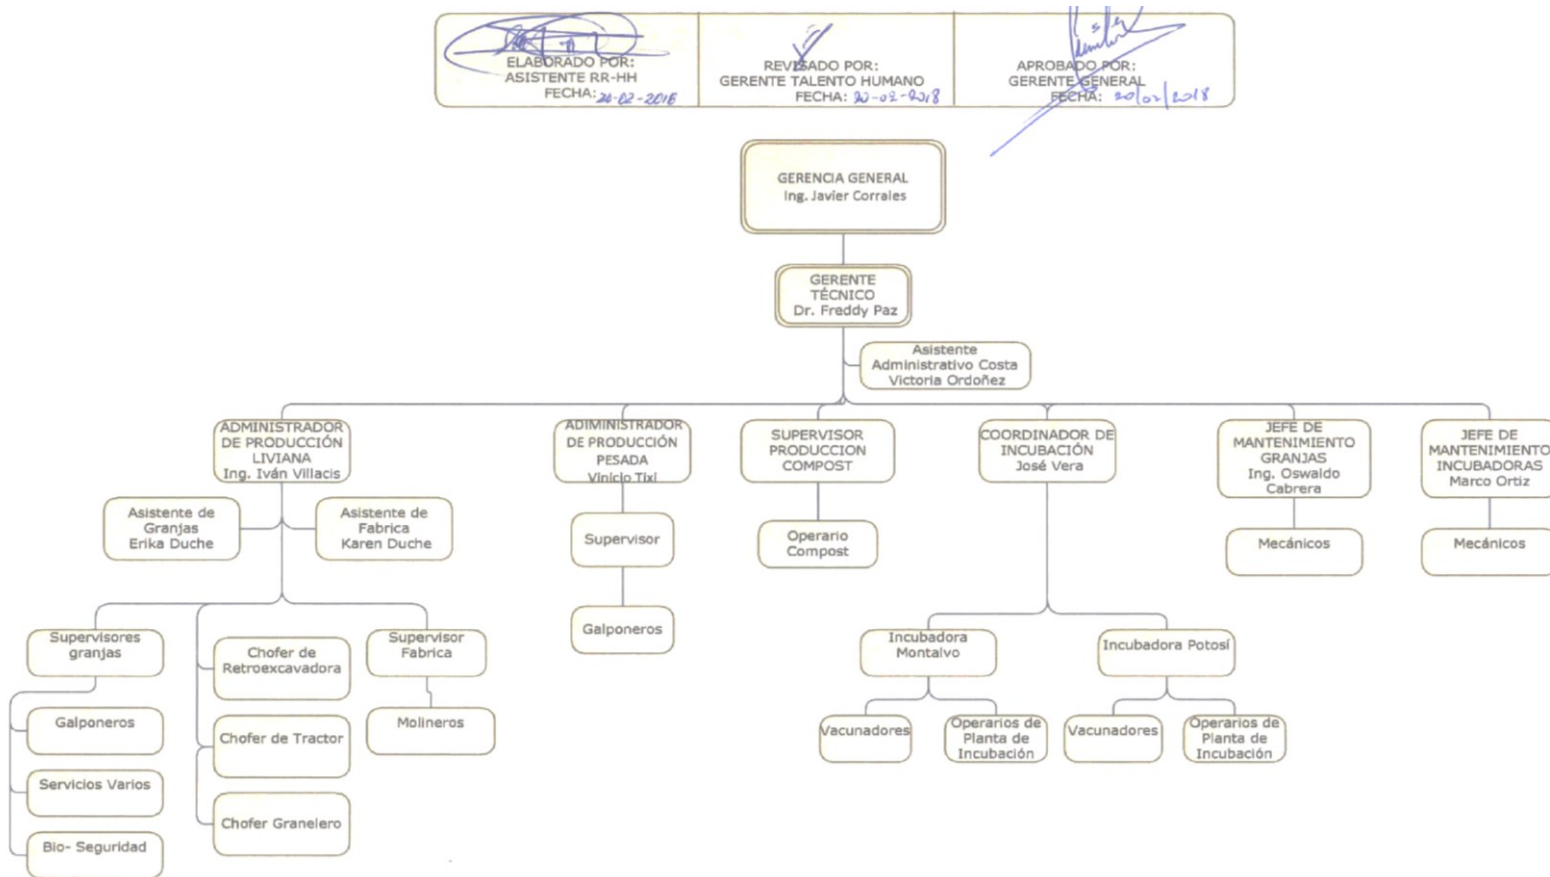 ELABORADO POR:
ASISTENTE RR-HH
FECHA: 20-02-2018
REVISADO POR:
GERENTE TALENTO HUMANO
FECHA: 20-02-2018
APROBADO POR:
GERENTE GENERAL
FECHA: 20/02/2018
GERENCIA GENERAL
Ing. Javier Corrales
GERENTE
TÉCNICO
Dr. Freddy Paz
Asistente
Administrativo Costa
Victoria Ordoñez
ADMINISTRADOR
DE PRODUCCIÓN
LIVIANA
Ing. Iván Villacis
ADIMINISTRADOR
DE PRODUCCIÓN
PESADA
Vinicio Tixi
SUPERVISOR
PRODUCCION
COMPOST
COORDINADOR DE
INCUBACIÓN
José Vera
JEFE DE
MANTENIMIENTO
GRANJAS
Ing. Oswaldo
Cabrera
JEFE DE
MANTENIMIENTO
INCUBADORAS
Marco Ortiz
Asistente de
Granjas
Erika Duche
Asistente de
Fabrica
Karen Duche
Supervisor
Operario
Compost
Mecánicos
Mecánicos
Supervisores
granjas
Chofer de
Retroexcavadora
Supervisor
Fabrica
Galponeros
Incubadora
Montalvo
Incubadora Potosí
Galponeros
Chofer de Tractor
Molineros
Vacunadores
Operarios de
Planta de
Incubación
Vacunadores
Operarios de
Planta de
Incubación
Servicios Varios
Chofer Granelero
Bio- Seguridad